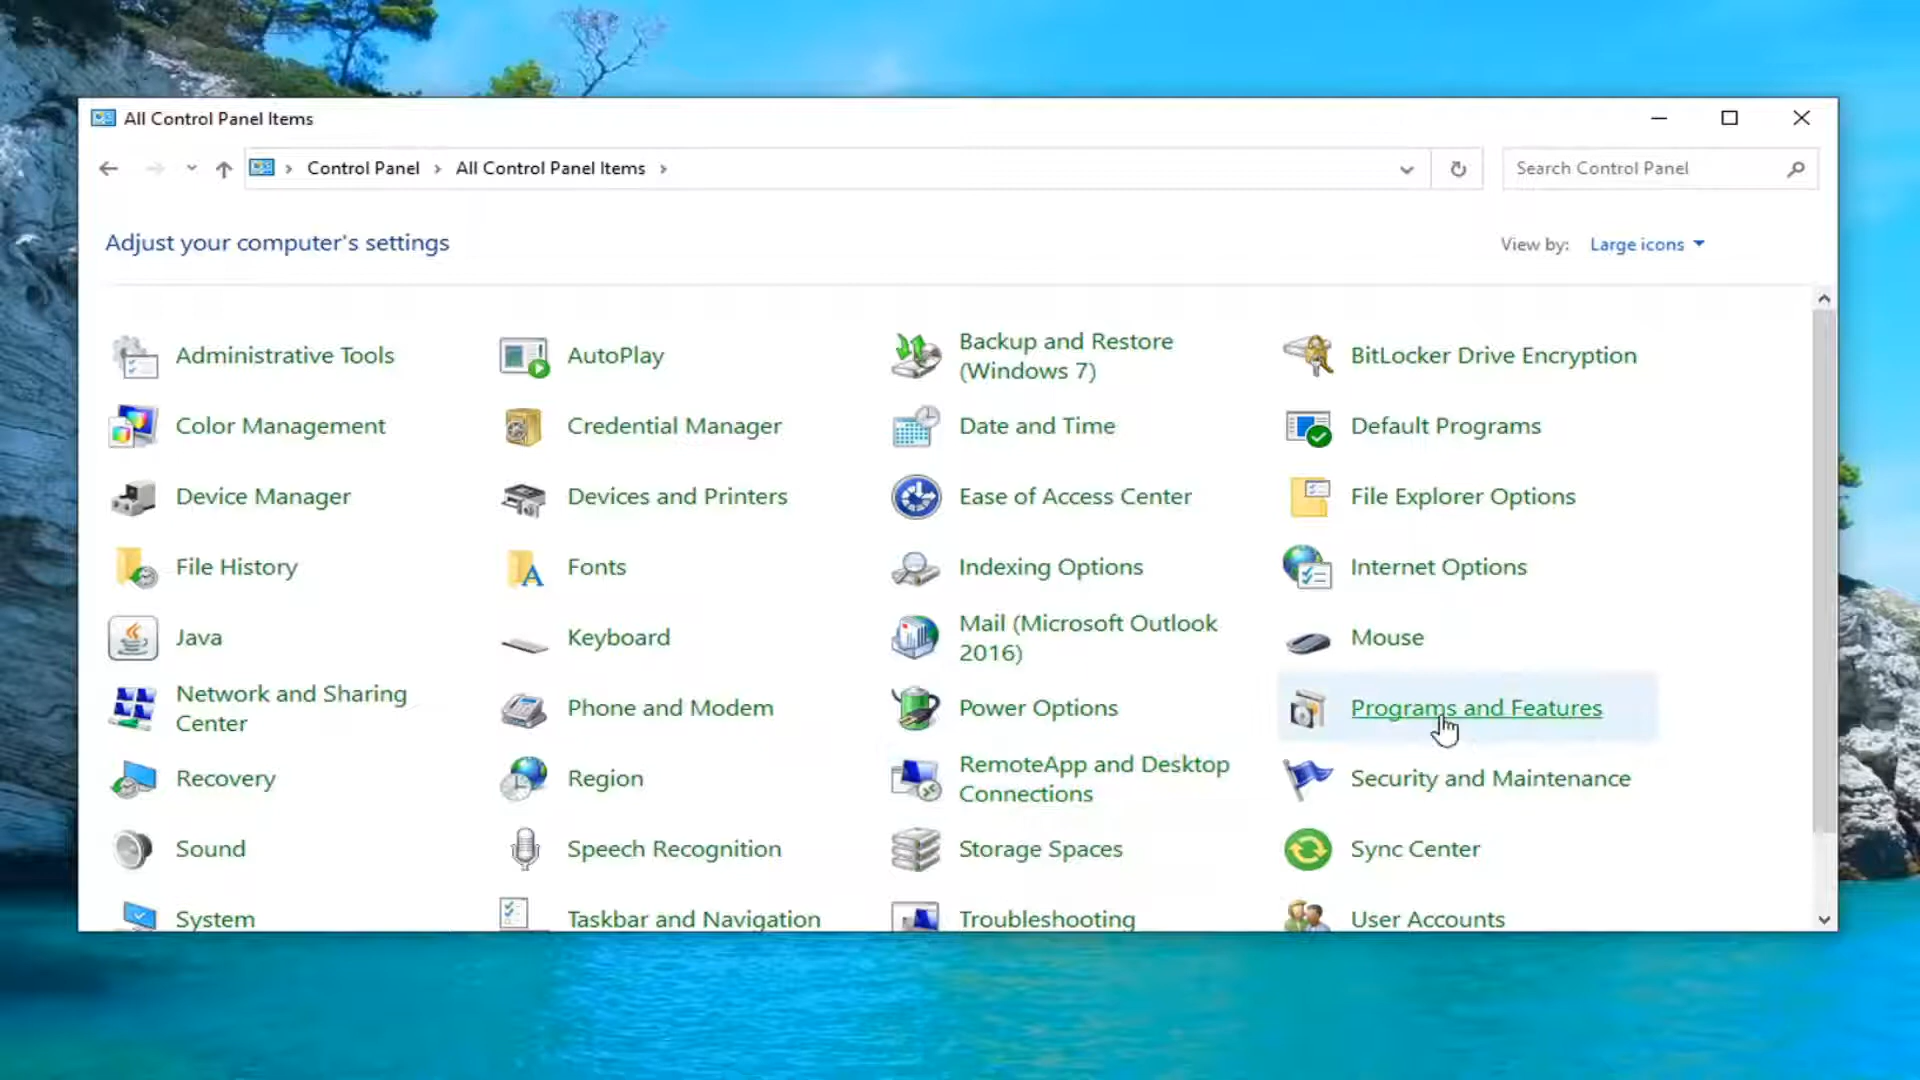 All Control Panel Items
Control Panel All Control Panel Items
Search Control Panel
Adjust your computer's settings
View by: Large icons
Administrative Tools
AutoPlay
Backup and Restore
(Windows 7)
BitLocker Drive Encryption
Color Management
Credential Manager
Date and Time
Default Programs
Device Manager
Devices and Printers
Ease of Access Center
File Explorer Options
File History
Fonts
Indexing Options
Internet Options
Java
Keyboard
Mail (Microsoft Outlook
2016)
Mouse
Network and Sharing
Center
Phone and Modem
Power Options
Programs and Features
Recovery
Region
RemoteApp and Desktop
Connections
Security and Maintenance
Sound
Speech Recognition
Storage Spaces
Sync Center
System
Taskbar and Navigation
Troubleshooting
User Accounts